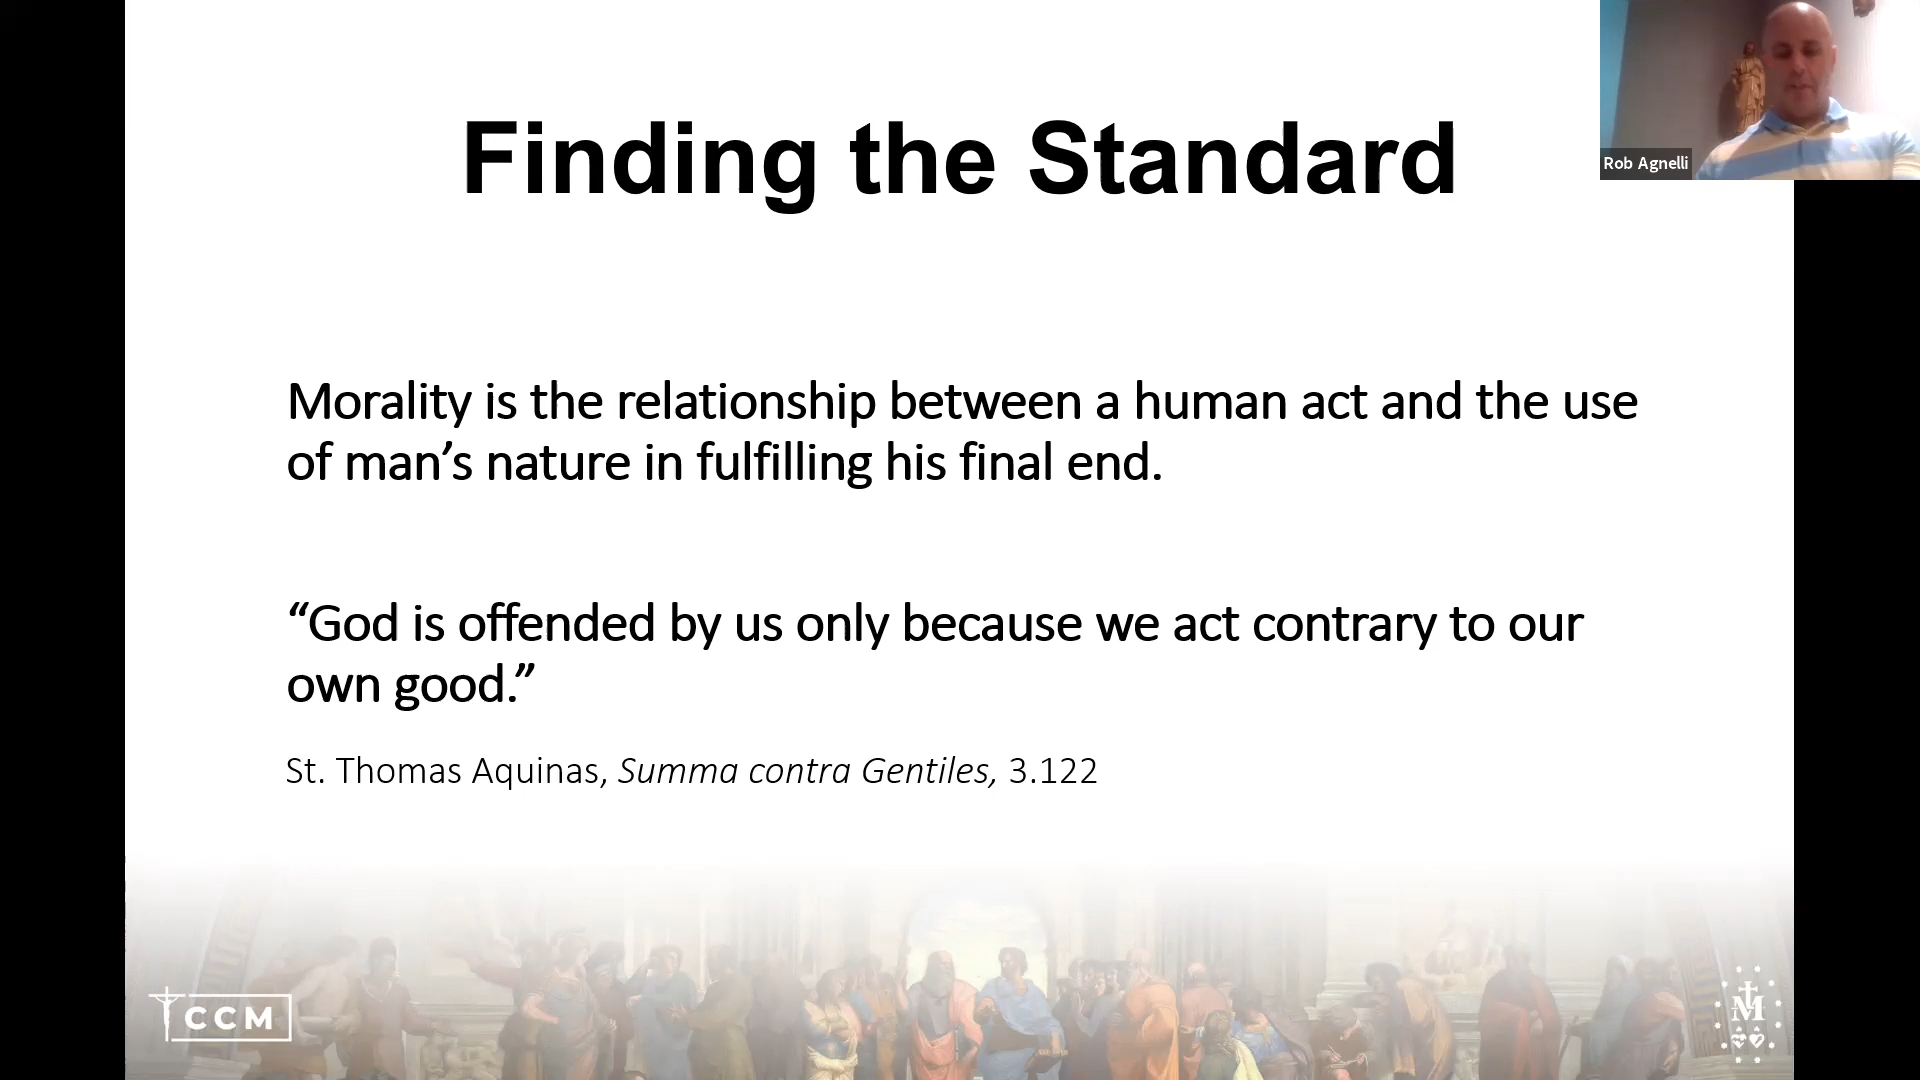 Finding the Standard
Rob Agnelli
Morality is the relationship between a human act and the use
of man’s nature in fulfilling his final end.
“God is offended by us only because we act contrary to our
own good.”
St. Thomas Aquinas, Summa contra Gentiles, 3.122
CCM
M